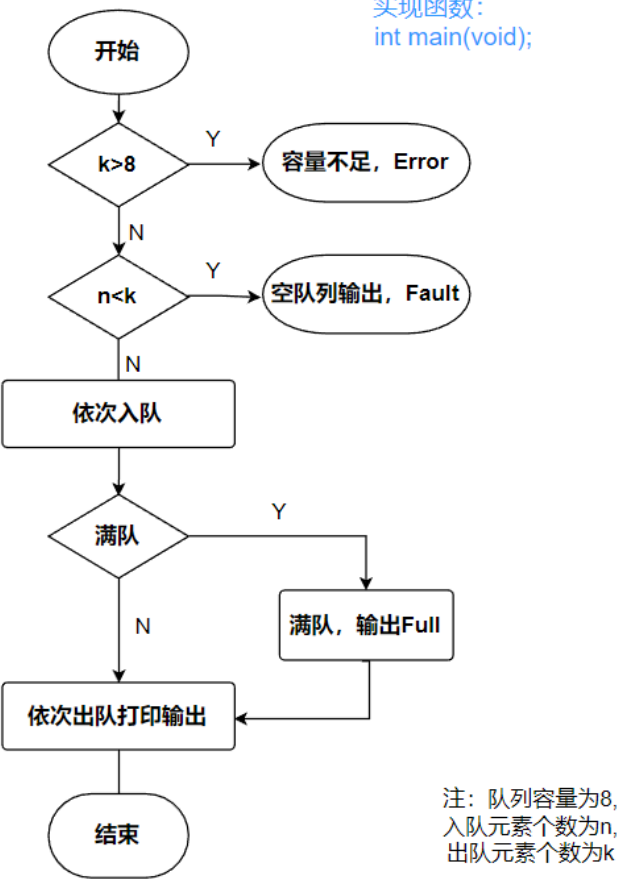 实现函数：
int main(void);
开始
k>8
Y
容量不足，Error
N
n<k
Y
空队列输出，Fault
N
依次入队
满队
Y
满队，输出Full
N
依次出队打印输出
结束
注：队列容量为8,
入队元素个数为n,
出队元素个数为k